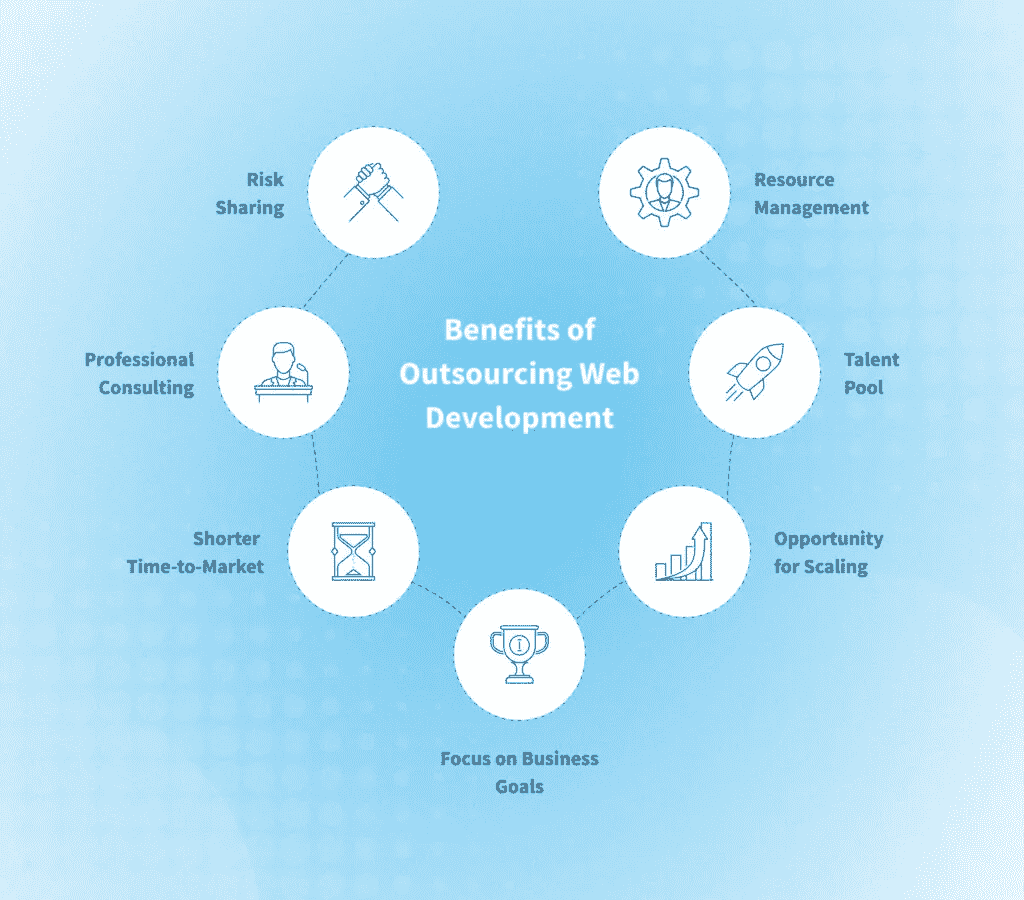 Benefits of
Outsourcing Web
Development
Risk
Sharing
Resource
Management
Professional
Consulting
Talent
Pool
Shorter
Time-to-Market
Opportunity
for Scaling
1
Focus on Business
Goals